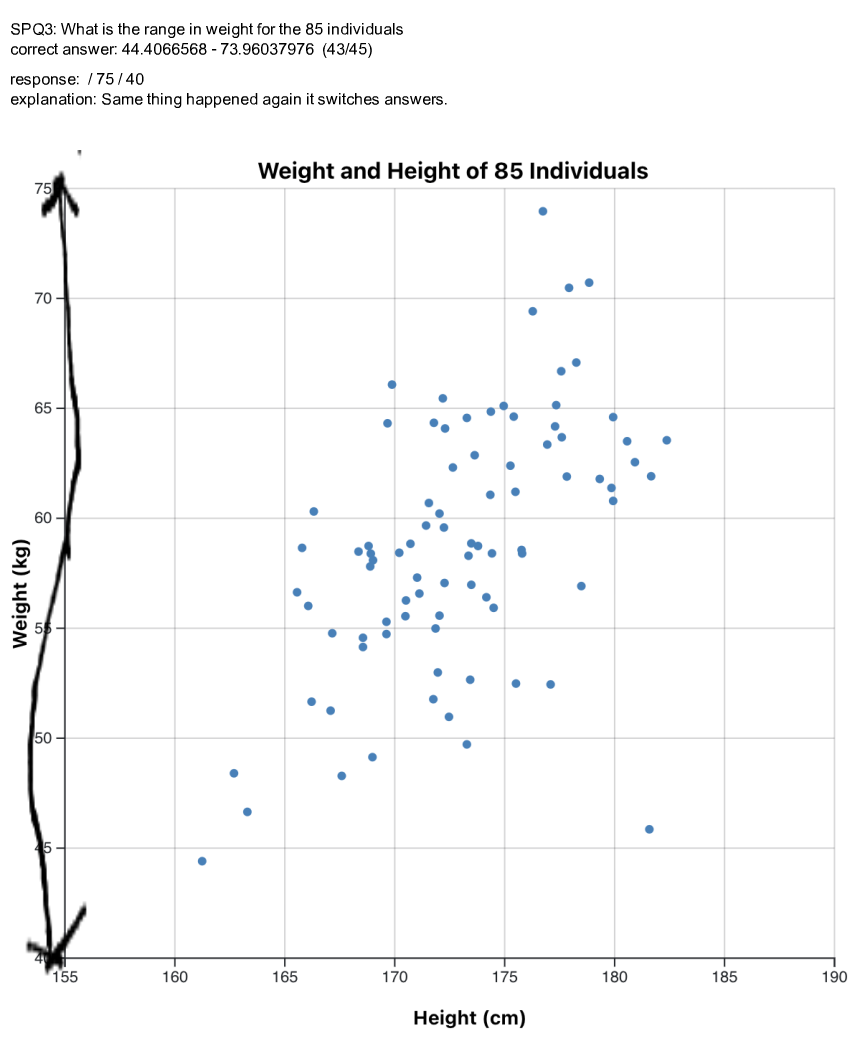 SPQ3: What is the range in weight for the 85 individuals
correct answer: 44.4066568 - 73.96037976 (43/45)
response: / 75 / 40
explanation: Same thing happened again it switches answers.
Weight and Height of 85 Individuals
75
70
65
60
55
50
45
40
Weight (kg)
155 160 165 170 175 180 185 190
Height (cm)